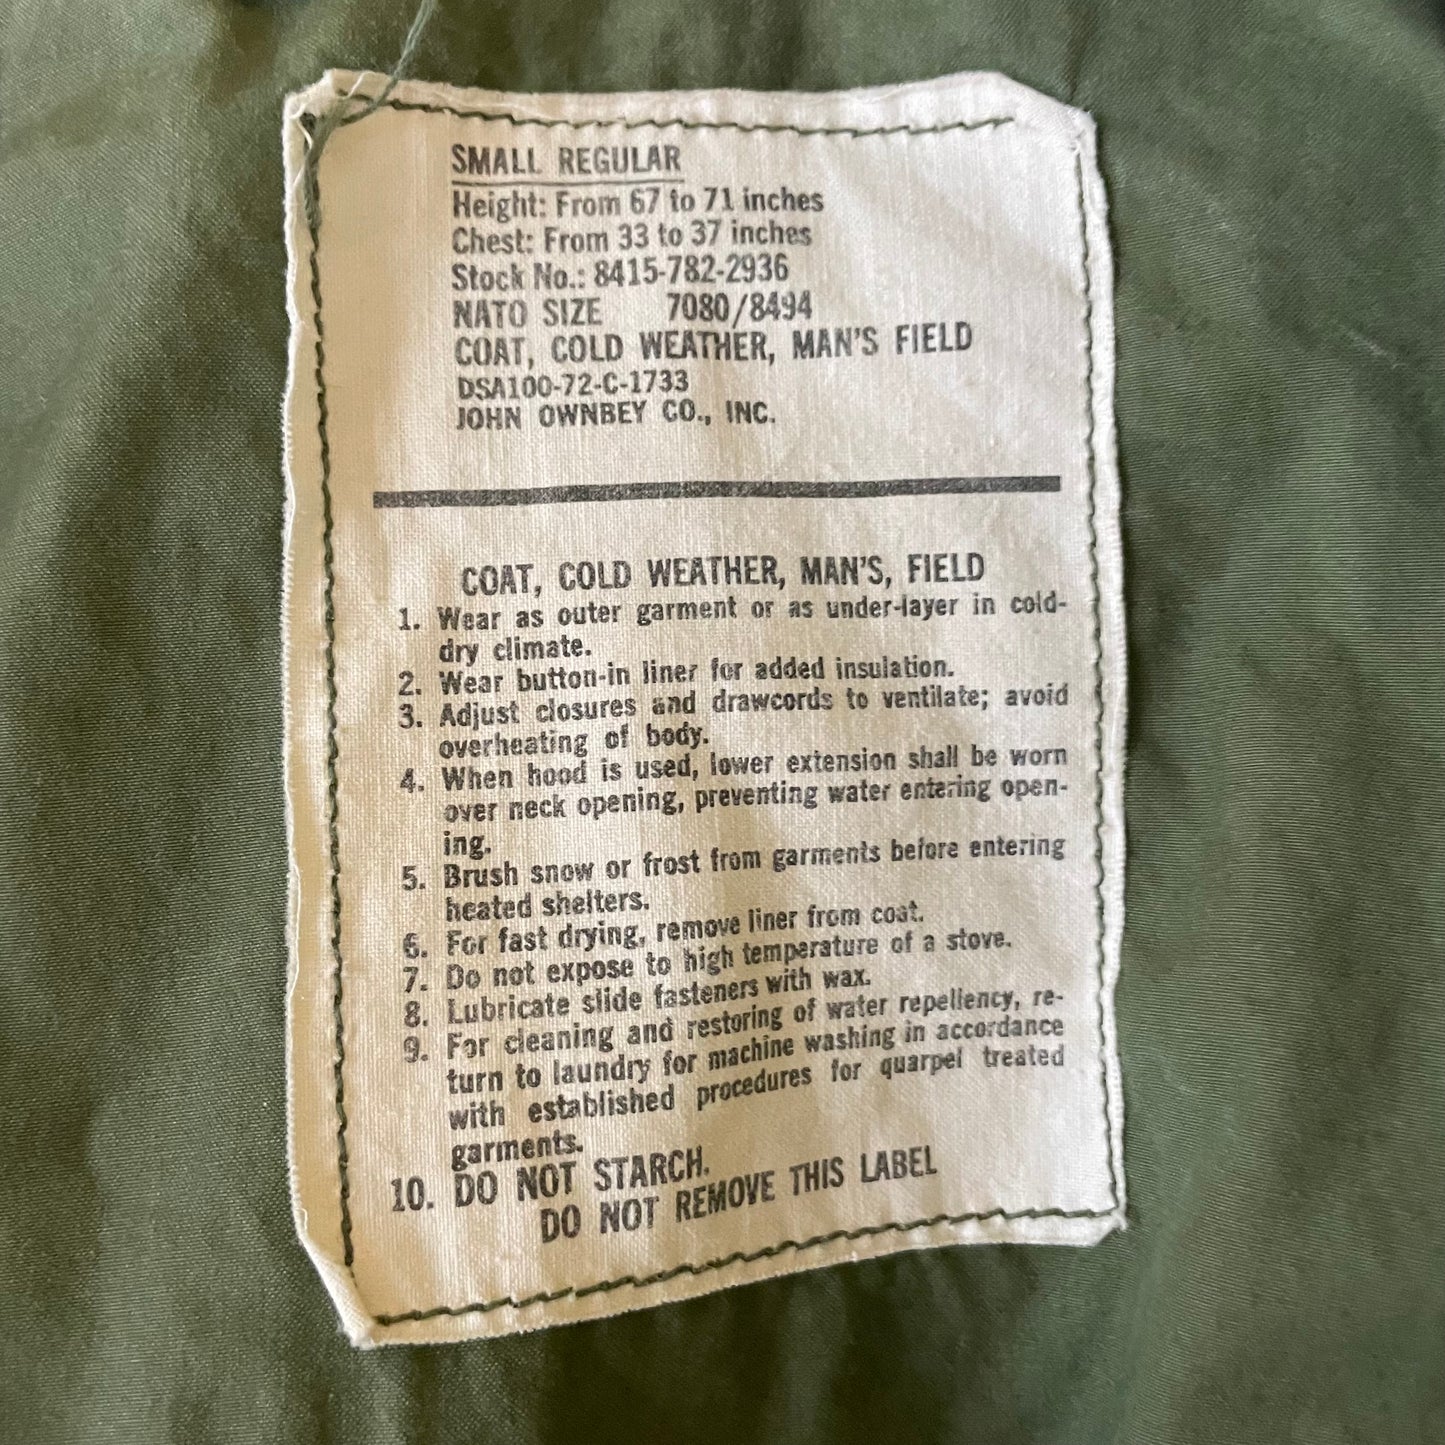 SMALL REGULAR
Height: From 67 to 71 inches
Chest: From 33 to 37 inches
Stock No.: 8415-782-2936
NATO SIZE 7080/8494
COAT, COLD WEATHER, MAN'S FIELD
DSA100-72-C-1733
JOHN OWNBEY CO., INC.
COAT, COLD WEATHER, MAN'S, FIELD
1. Wear as outer garment or as under-layer in cold-
dry climate.
2. Wear button-in liner for added insulation.
3. Adjust closures and drawcords to ventilate; avoid
overheating of body.
4. When hood is used, lower extension shall be worn
over neck opening, preventing water entering open-
ing.
5. Brush snow or frost from garments before entering
heated shelters.
6. For fast drying, remove liner from coat.
7. Do not expose to high temperature of a stove.
8. Lubricate slide fasteners with wax.
9. For cleaning and restoring of water repellency, re-
turn to laundry for machine washing in accordance
with established procedures for quarpel treated
garments.
10. DO NOT STARCH.
DO NOT REMOVE THIS LABEL